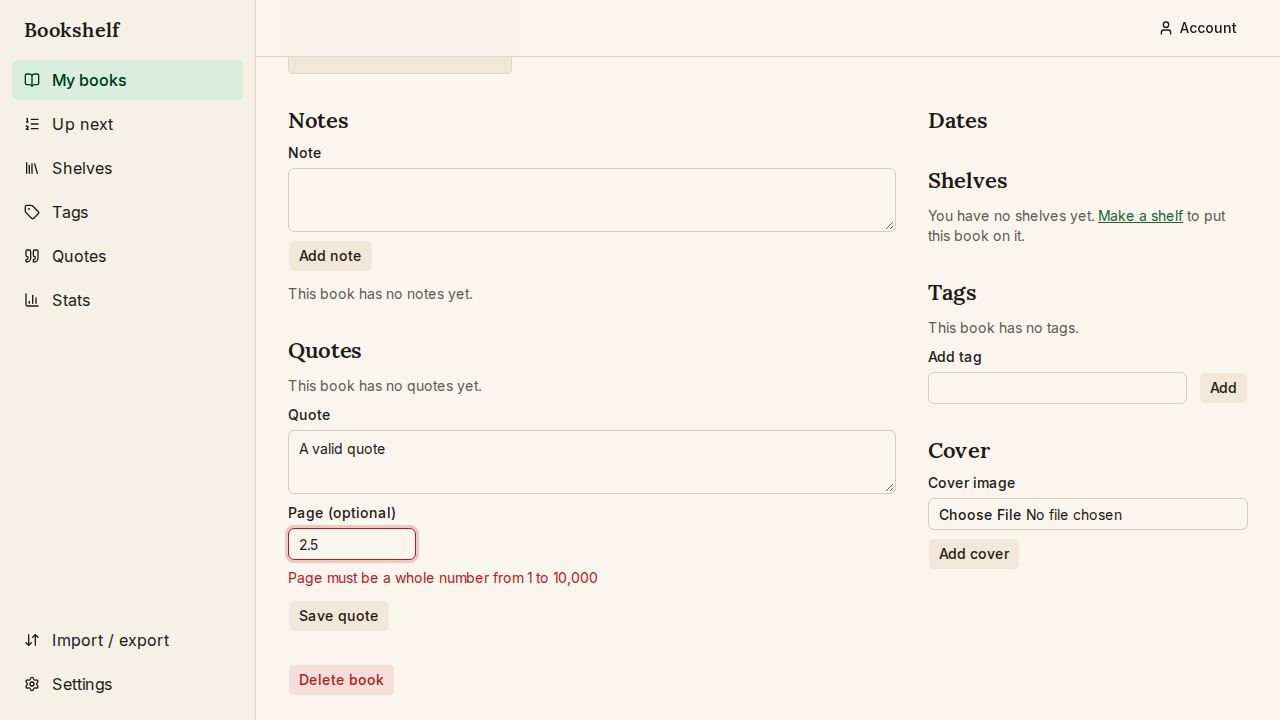 Bookshelf
My books
Up next
Shelves
Tags
Quotes
Stats
Import / export
Settings
Account
Notes
Note
Add note
This book has no notes yet.
Quotes
This book has no quotes yet.
Quote
A valid quote
Page (optional)
2.5
Page must be a whole number from 1 to 10,000
Save quote
Delete book
Dates
Shelves
You have no shelves yet. Make a shelf to put
this book on it.
Tags
This book has no tags.
Add tag
Add
Cover
Cover image
Choose File No file chosen
Add cover